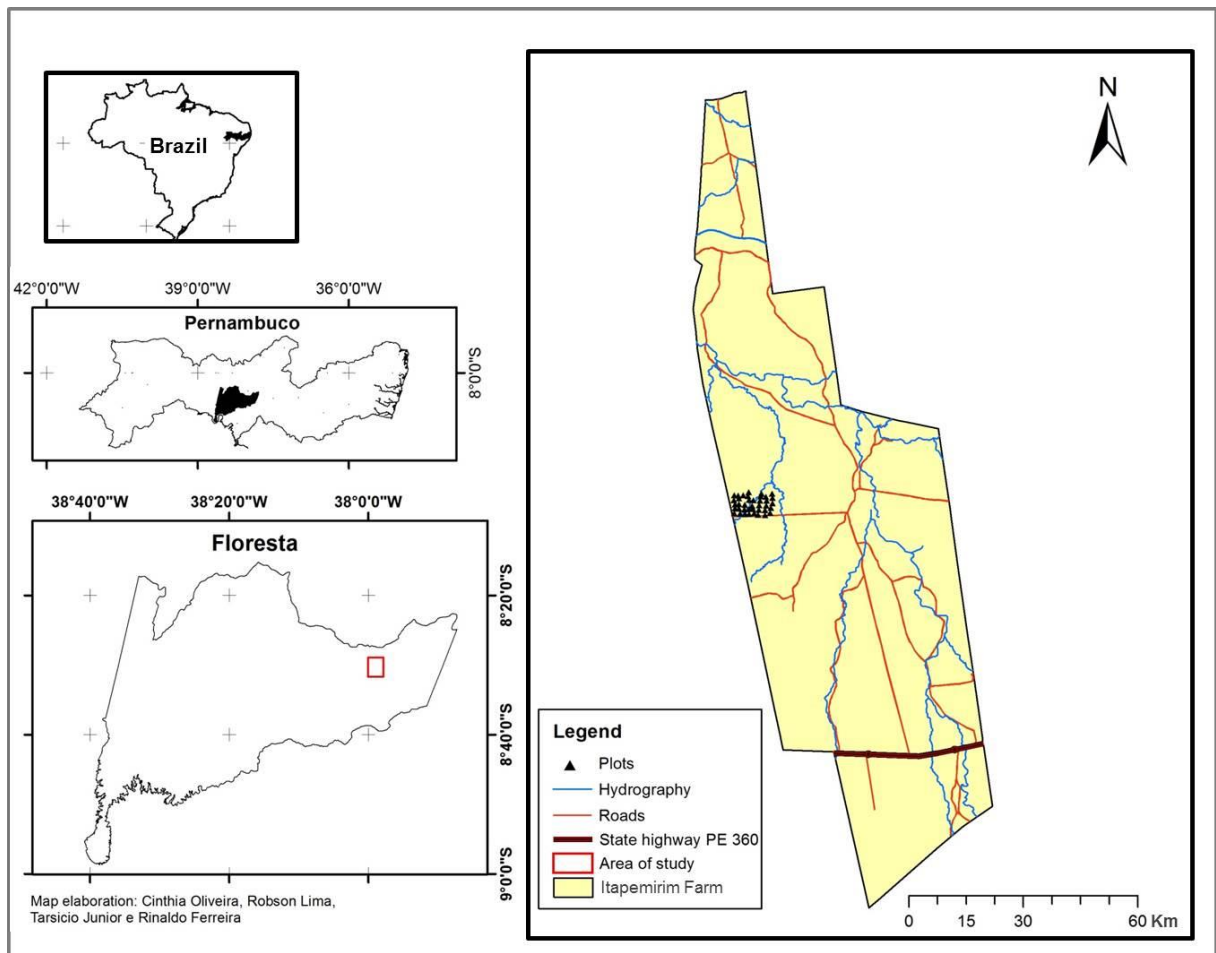 Brazil
42°0'0"W 39°0'0"W 36°0'0"W
Pernambuco
8°0'0"S
38°40'0"W 38°20'0"W 38°0'0"W
Floresta
8°20'0"S
8°40'0"S
9°0'0"S
Map elaboration: Cinthia Oliveira, Robson Lima,
Tarsicio Junior e Rinaldo Ferreira
N
Legend
Plots
Hydrography
Roads
State highway PE 360
Area of study
Itapemirim Farm
0 15 30 60 Km